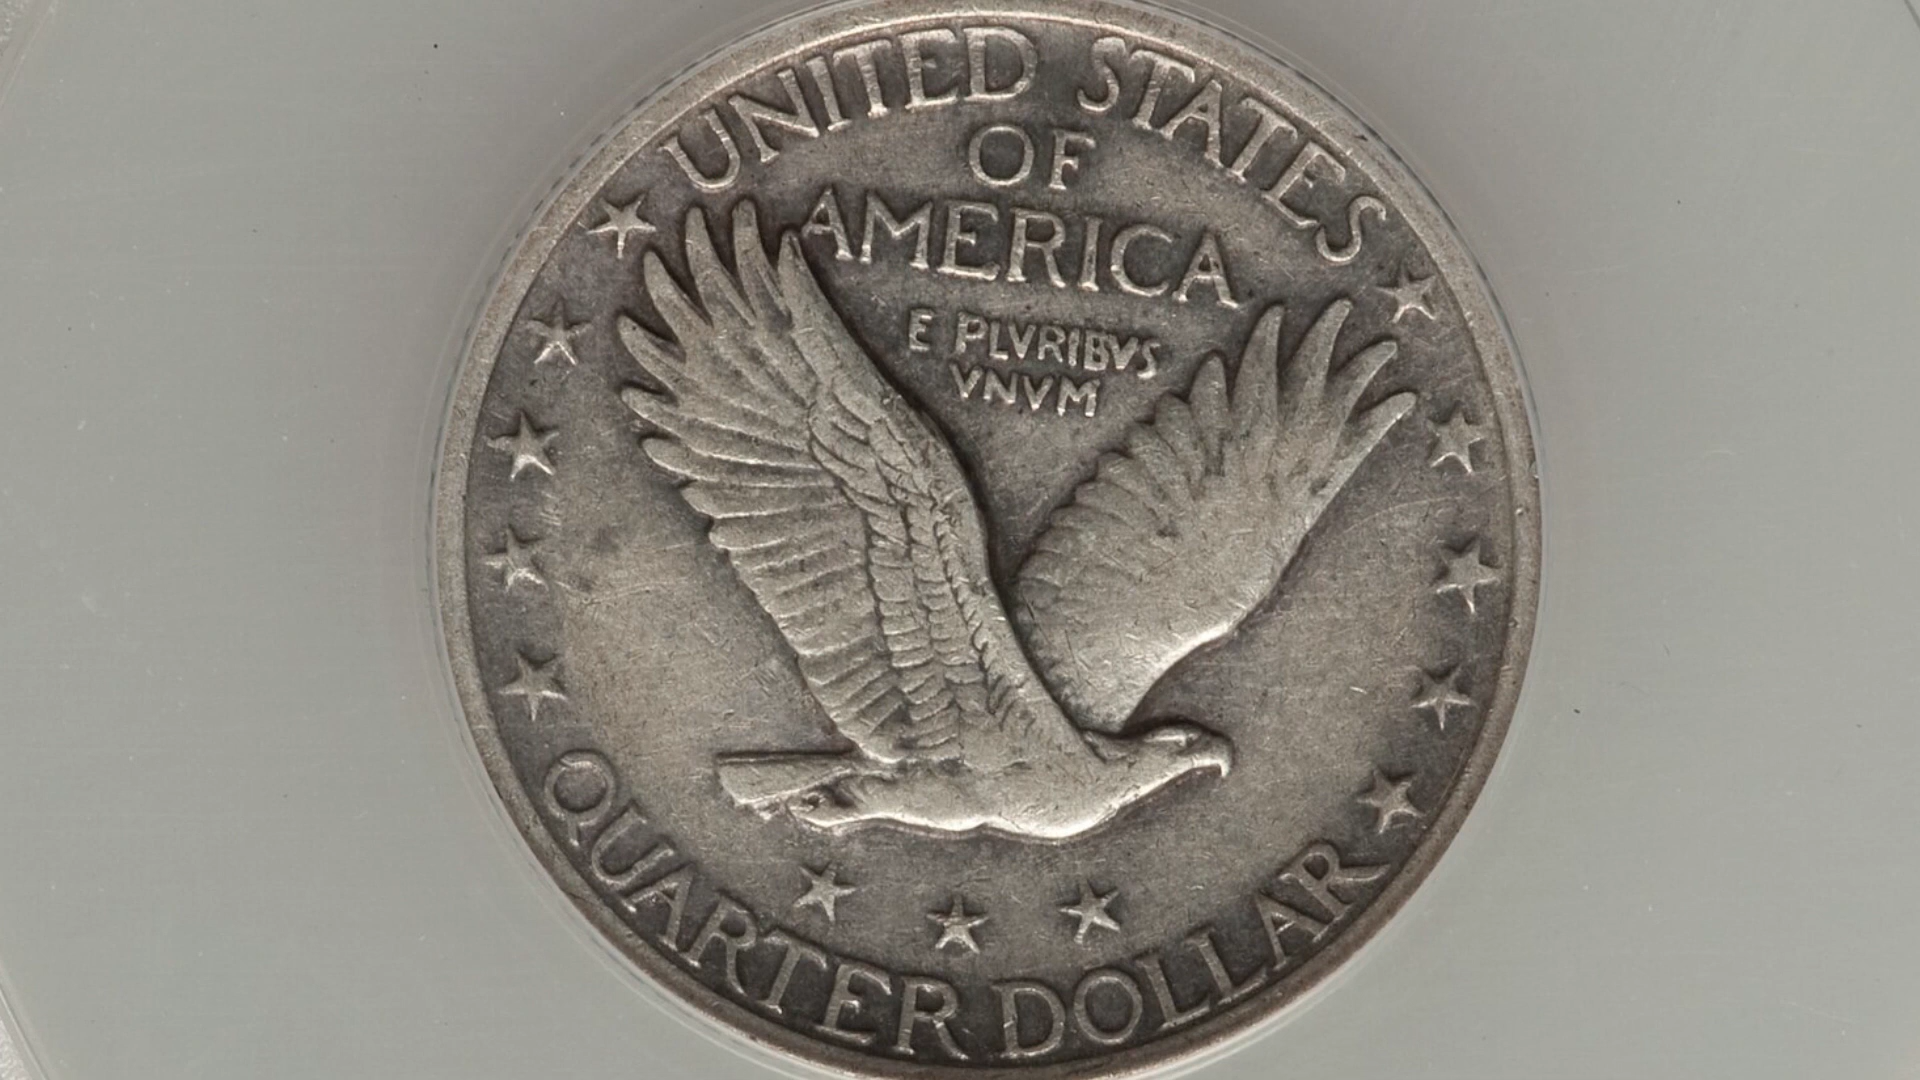 UNITED STATES
OF
AMERICA
E PLVRIBVS
VNVM
QUARTER DOLLAR